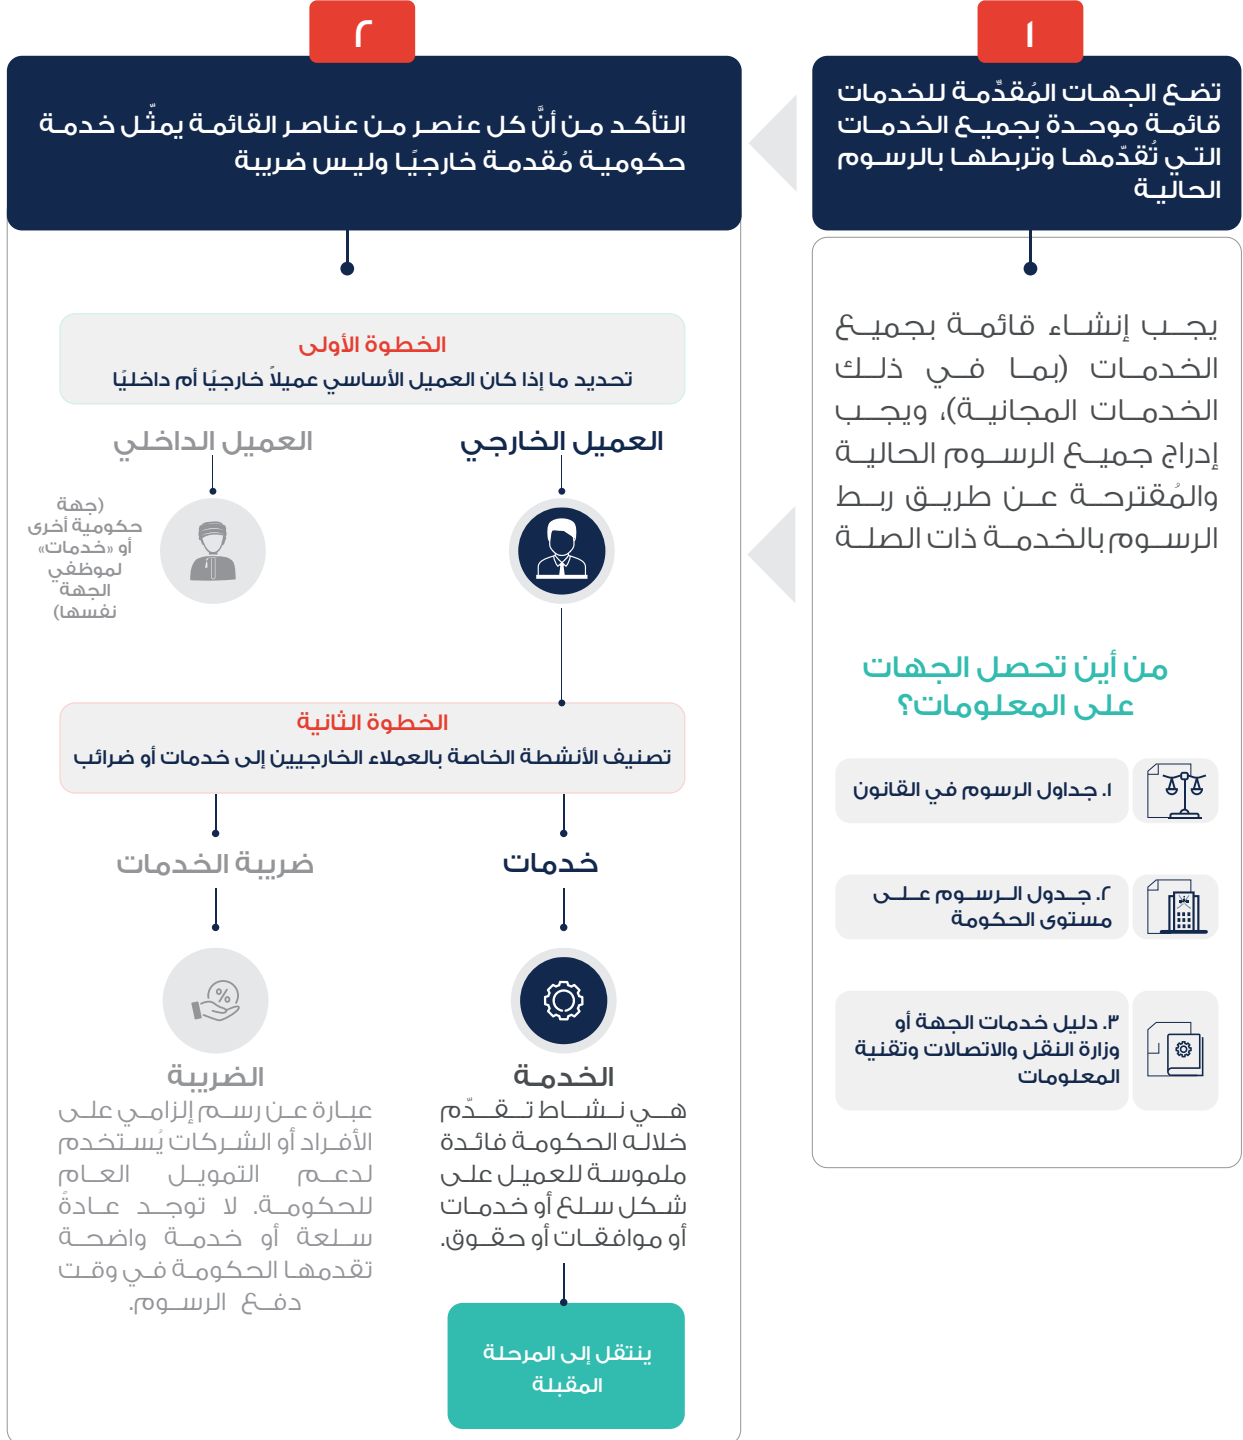 ١
تضع الجهات المُقدِّمة للخدمات
قائمة موحدة بجميع الخدمات
التي تُقدّمها وتربطها بالرسوم
الحالية
يجب إنشاء قائمة بجميع
الخدمات (بما في ذلك
الخدمات المجانية)، ويجب
إدراج جميع الرسوم الحالية
والمُقترحة عن طريق ربط
الرسوم بالخدمة ذات الصلة
من أين تحصل الجهات
على المعلومات؟
١. جداول الرسوم في القانون
٢. جدول الرسوم على
مستوى الحكومة
٣. دليل خدمات الجهة أو
وزارة النقل والاتصالات وتقنية
المعلومات
٢
التأكد من أنَّ كل عنصر من عناصر القائمة يمثّل خدمة
حكومية مُقدمة خارجيًا وليس ضريبة
الخطوة الأولى
تحديد ما إذا كان العميل الأساسي عميلاً خارجيًا أم داخليًا
العميل الخارجي
العميل الداخلي
(جهة
حكومية أخرى
أو «خدمات»
لموظفي
الجهة
نفسها)
الخطوة الثانية
تصنيف الأنشطة الخاصة بالعملاء الخارجيين إلى خدمات أو ضرائب
خدمات
ضريبة الخدمات
الخدمة
هي نشاط تقدّم
خلاله الحكومة فائدة
ملموسة للعميل على
شكل سلع أو خدمات
أو موافقات أو حقوق.
ينتقل إلى المرحلة
المقبلة
الضريبة
عبارة عن رسم إلزامي على
الأفراد أو الشركات يُستخدم
لدعم التمويل العام
للحكومة. لا توجد عادةً
سلعة أو خدمة واضحة
تقدمها الحكومة في وقت
دفع الرسوم.